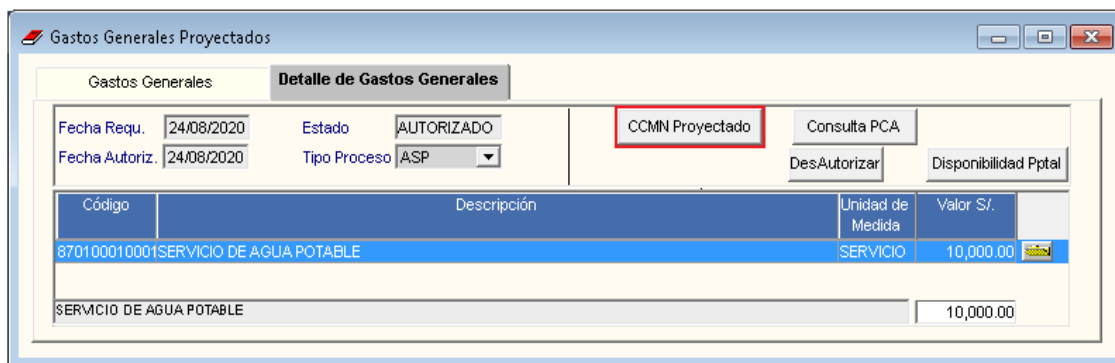 Gastos Generales Proyectados
Gastos Generales Detalle de Gastos Generales
Fecha Requ. 24/08/2020 Estado AUTORIZADO CCMN Proyectado Consulta PCA
Fecha Autoriz. 24/08/2020 Tipo Proceso ASP DesAutorizar Disponibilidad Pptal
Código Descripción Unidad de Medida Valor S/.
870100010001 SERVICIO DE AGUA POTABLE SERVICIO 10,000.00
SERVICIO DE AGUA POTABLE 10,000.00